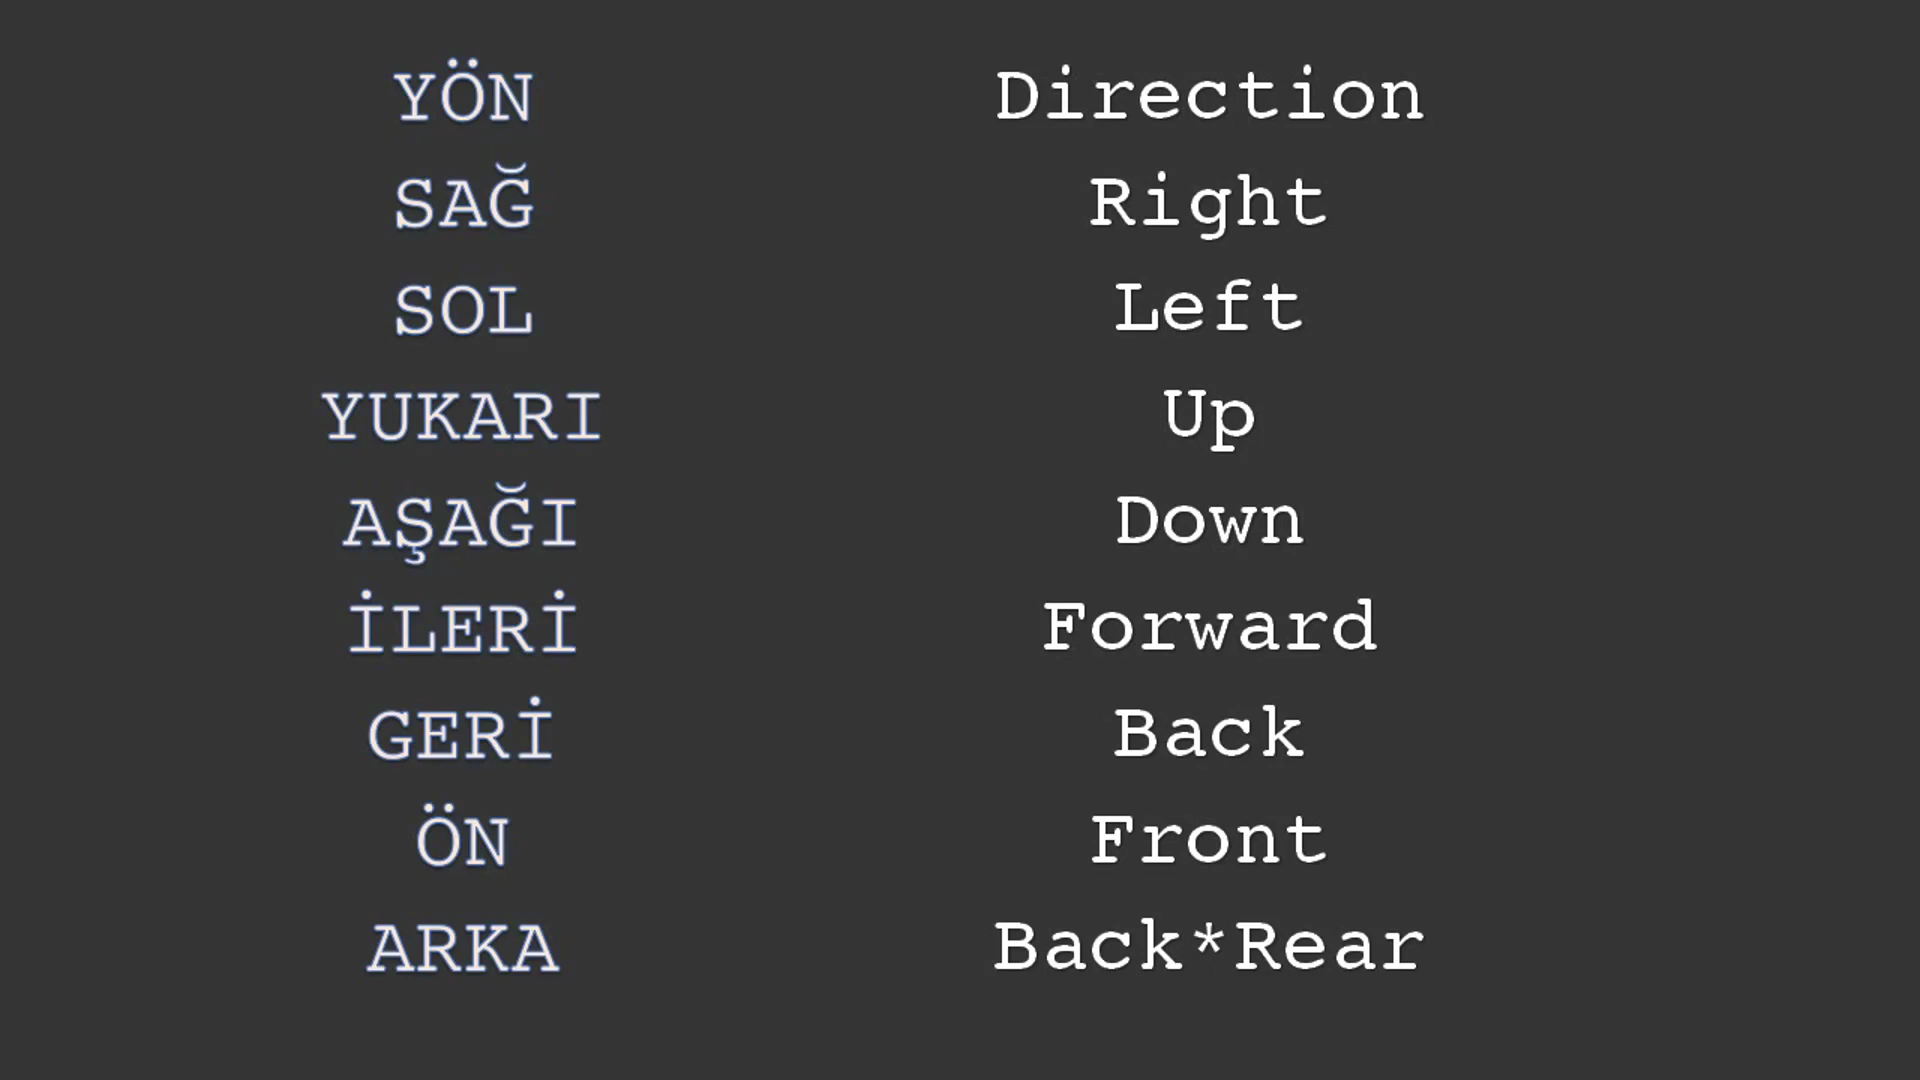 YÖN Direction
SAĞ Right
SOL Left
YUKARI Up
AŞAĞI Down
İLERİ Forward
GERİ Back
ÖN Front
ARKA Back*Rear